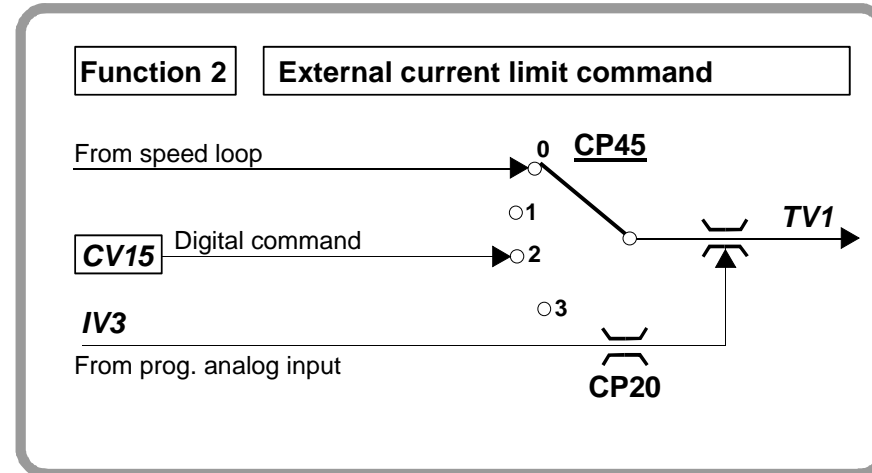 Function 2 External current limit command
From speed loop 0 CP45
1 TV1
CV15 Digital command 2
IV3 3
From prog. analog input CP20